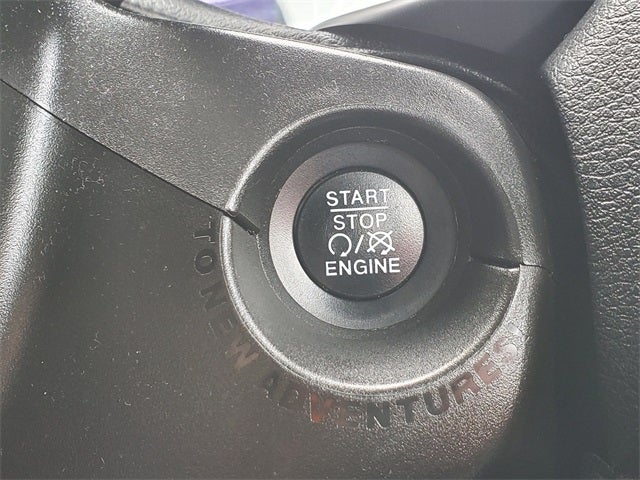 START
STOP
ENGINE
TO NEW ADVENTURES!